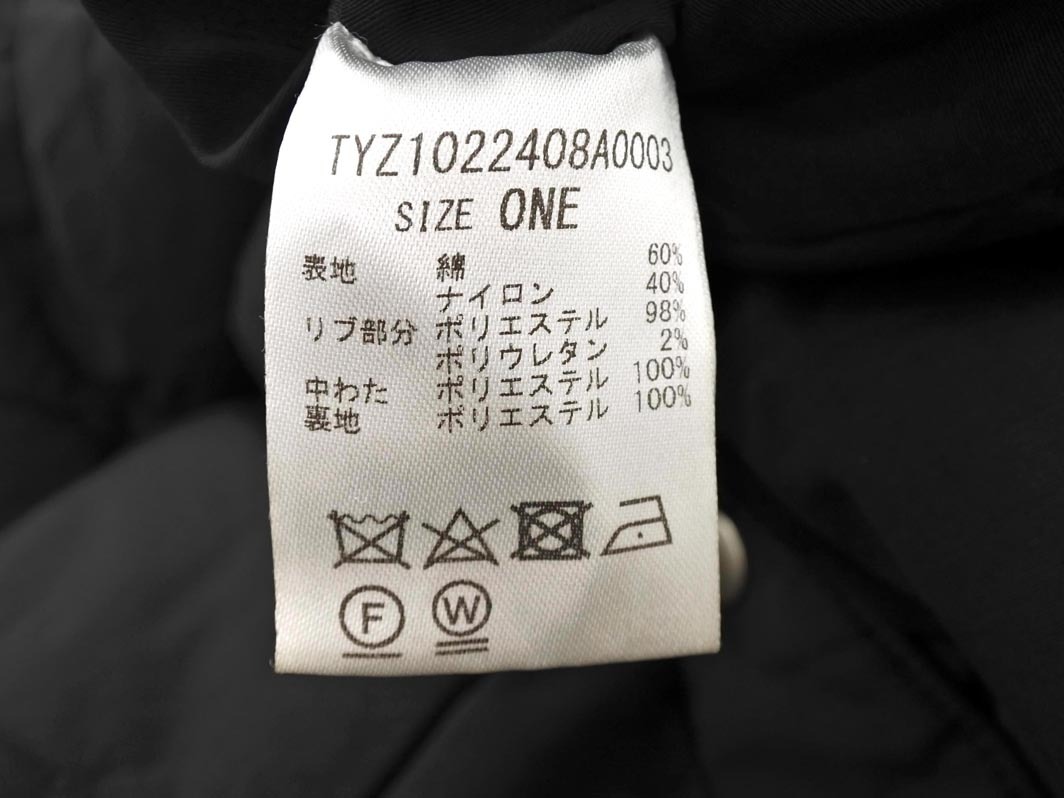 TYZ1022408A0003
SIZE ONE
表地 綿 60%
ナイロン 40%
リブ部分 ポリエステル 98%
ポリウレタン 2%
中わた ポリエステル 100%
裏地 ポリエステル 100%
F W